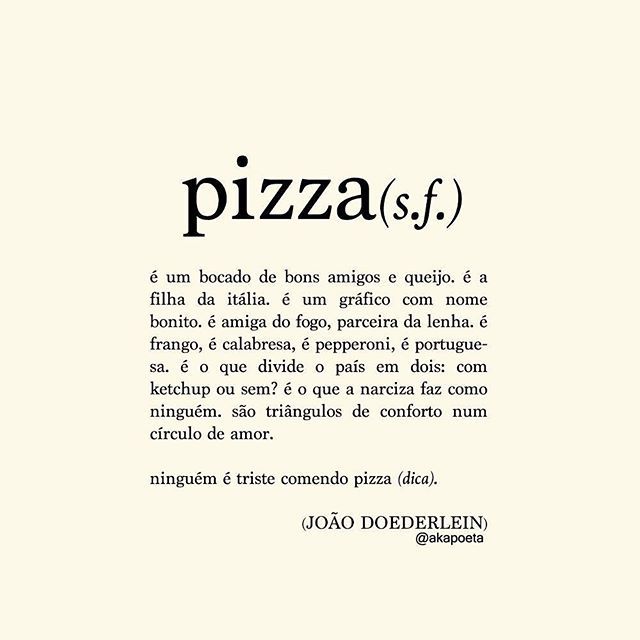 pizza(s.f.)
é um bocado de bons amigos e queijo. é a
filha da itália. é um gráfico com nome
bonito. é amiga do fogo, parceira da lenha. é
frango, é calabresa, é pepperoni, é portugue-
sa. é o que divide o país em dois: com
ketchup ou sem? é o que a narciza faz como
ninguém. são triângulos de conforto num
círculo de amor.
ninguém é triste comendo pizza (dica).
(JOÃO DOEDERLEIN)
@akapoeta